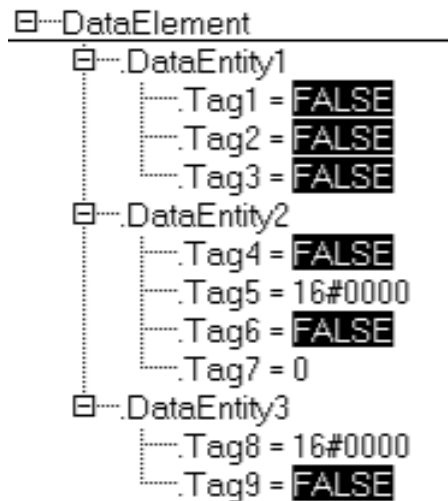 DataElement
.DataEntity1
.Tag1 = FALSE
.Tag2 = FALSE
.Tag3 = FALSE
.DataEntity2
.Tag4 = FALSE
.Tag5 = 16#0000
.Tag6 = FALSE
.Tag7 = 0
.DataEntity3
.Tag8 = 16#0000
.Tag9 = FALSE